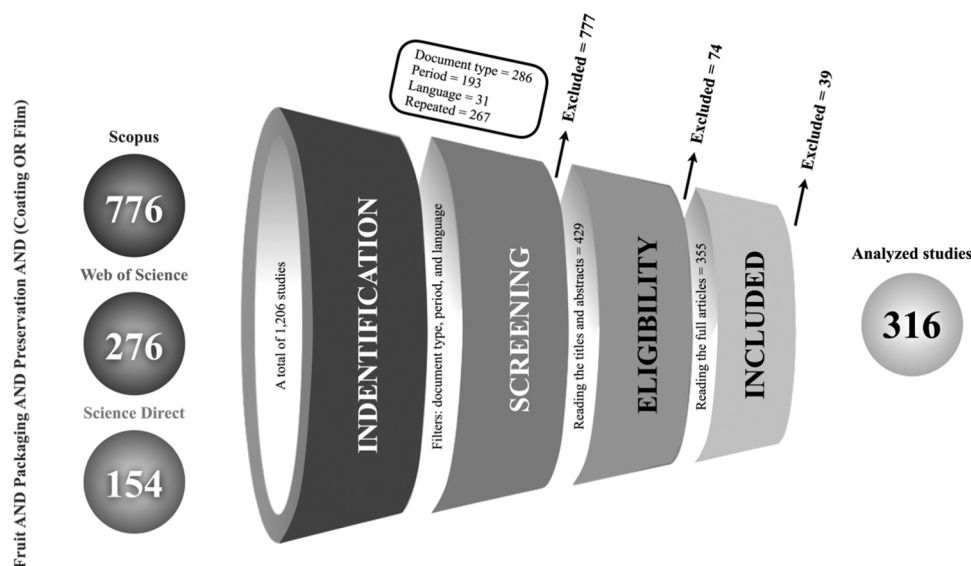 Fruit AND Packaging AND Preservation AND (Coating OR Film)
Scopus
776
Web of Science
276
Science Direct
154
A total of 1,206 studies
INDENTIFICATION
Document type = 286
Period = 193
Language = 31
Repeated = 267
Filters: document type, period, and language
SCREENING
Excluded = 777
Reading the titles and abstracts = 429
ELIGIBILITY
Excluded = 74
Reading the full articles = 355
INCLUDED
Excluded = 39
Analyzed studies
316